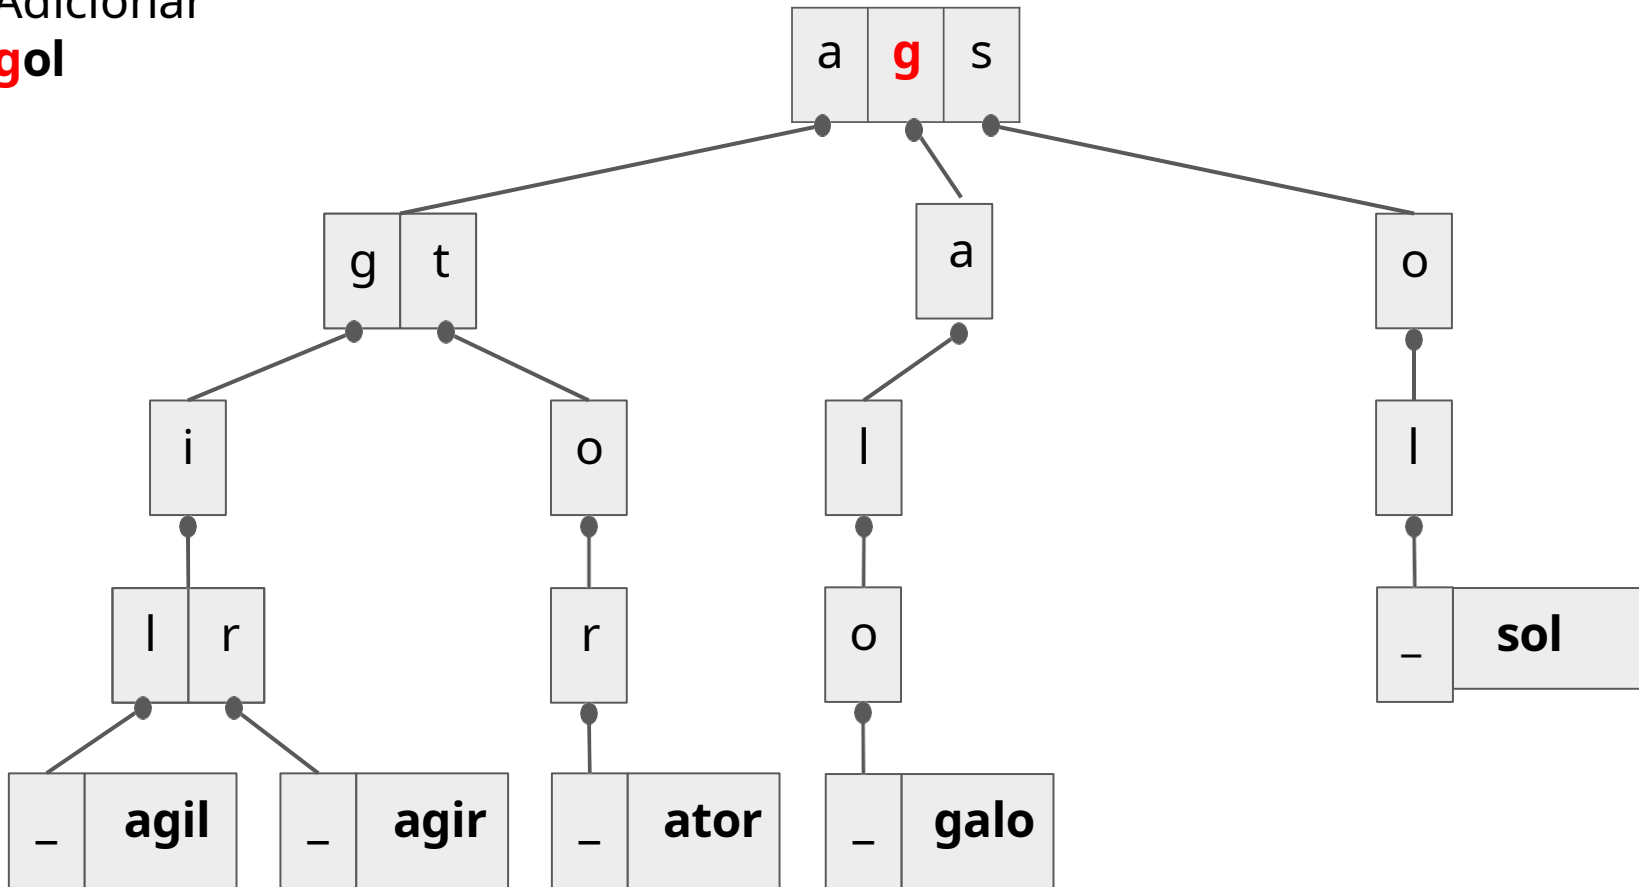 Adicionar
gol
a g s
g t
a
o
i
o
l
l
l r
r
o
_ sol
_ agil
_ agir
_ ator
_ galo